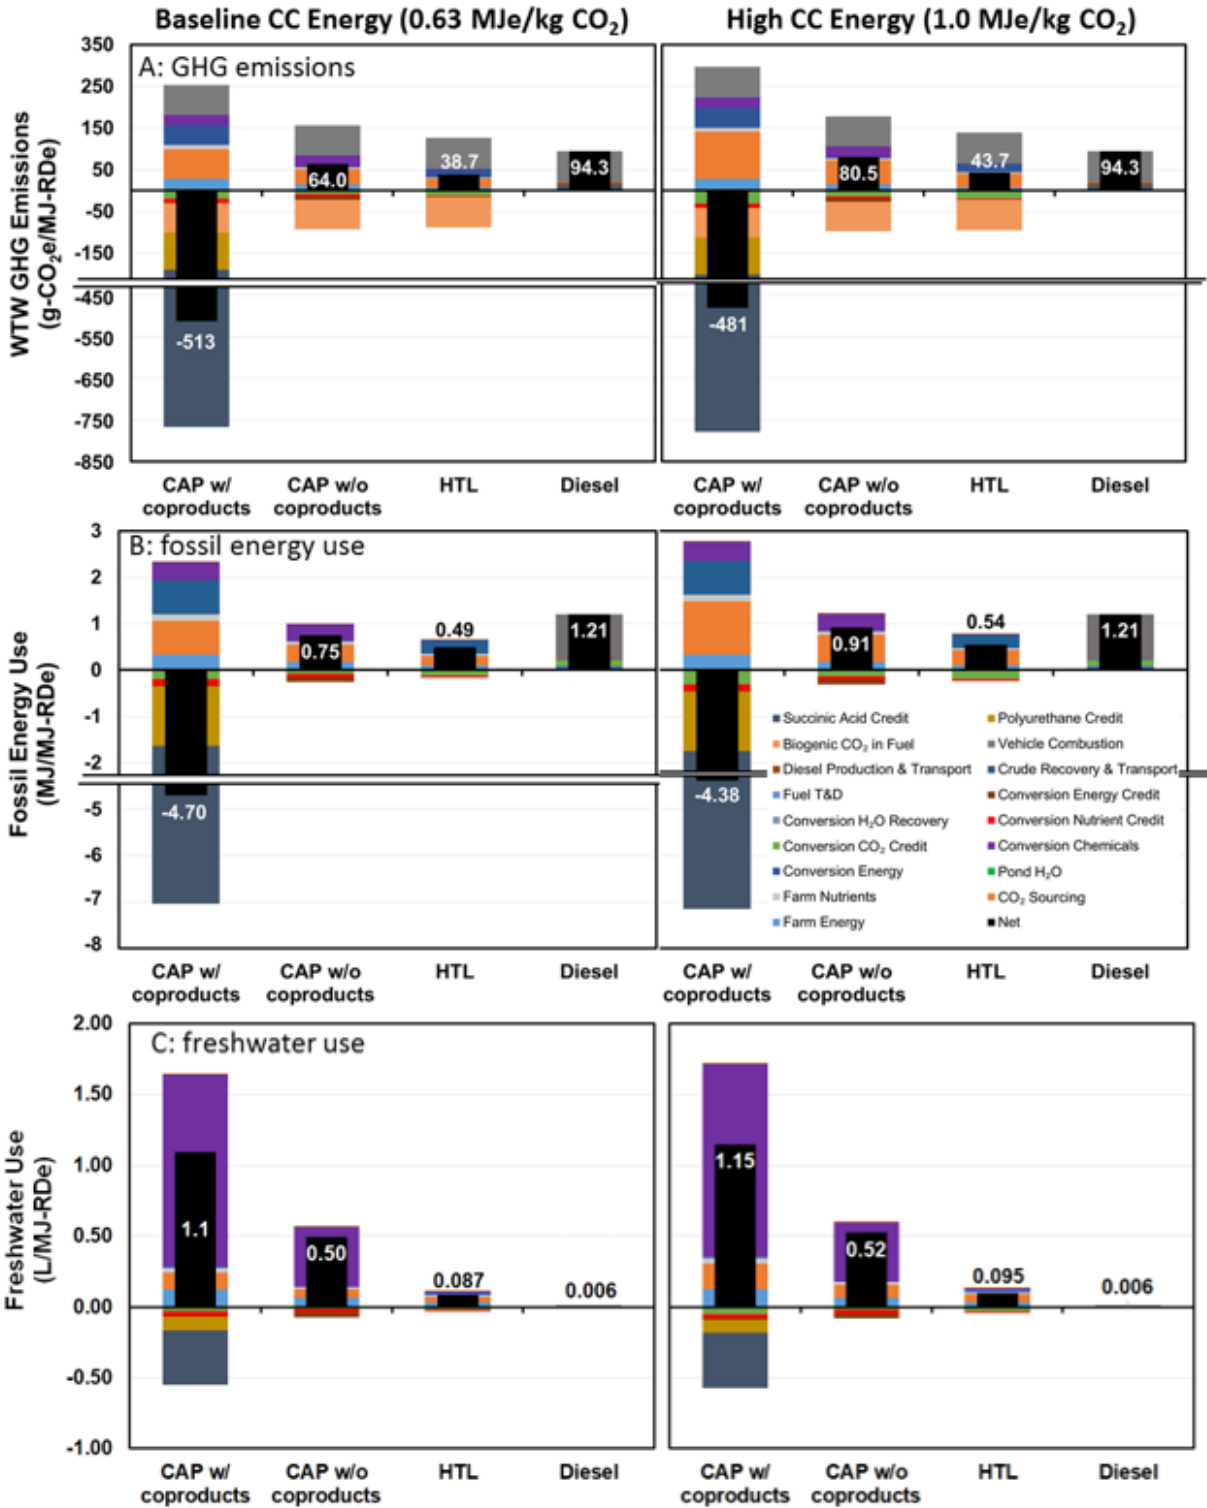 Baseline CC Energy (0.63 MJe/kg CO₂)
High CC Energy (1.0 MJe/kg CO₂)
WTW GHG Emissions
(g-CO₂e/MJ-RDe)
350
250
150
50
-50
-150
-450
-550
-650
-750
-850
A: GHG emissions
-513
64.0
38.7
94.3
-481
80.5
43.7
94.3
CAP w/
coproducts
CAP w/o
coproducts
HTL
Diesel
CAP w/
coproducts
CAP w/o
coproducts
HTL
Diesel
Fossil Energy Use
(MJ/MJ-RDe)
3
2
1
0
-1
-2
-5
-6
-7
-8
B: fossil energy use
-4.70
0.75
0.49
1.21
-4.38
0.91
0.54
1.21
Succinic Acid Credit
Polyurethane Credit
Biogenic CO₂ in Fuel
Vehicle Combustion
Diesel Production & Transport
Crude Recovery & Transport
Fuel T&D
Conversion Energy Credit
Conversion H₂O Recovery
Conversion Nutrient Credit
Conversion CO₂ Credit
Conversion Chemicals
Conversion Energy
Pond H₂O
Farm Nutrients
CO₂ Sourcing
Farm Energy
Net
CAP w/
coproducts
CAP w/o
coproducts
HTL
Diesel
CAP w/
coproducts
CAP w/o
coproducts
HTL
Diesel
Freshwater Use
(L/MJ-RDe)
2.00
1.50
1.00
0.50
0.00
-0.50
-1.00
C: freshwater use
1.1
0.50
0.087
0.006
1.15
0.52
0.095
0.006
CAP w/
coproducts
CAP w/o
coproducts
HTL
Diesel
CAP w/
coproducts
CAP w/o
coproducts
HTL
Diesel